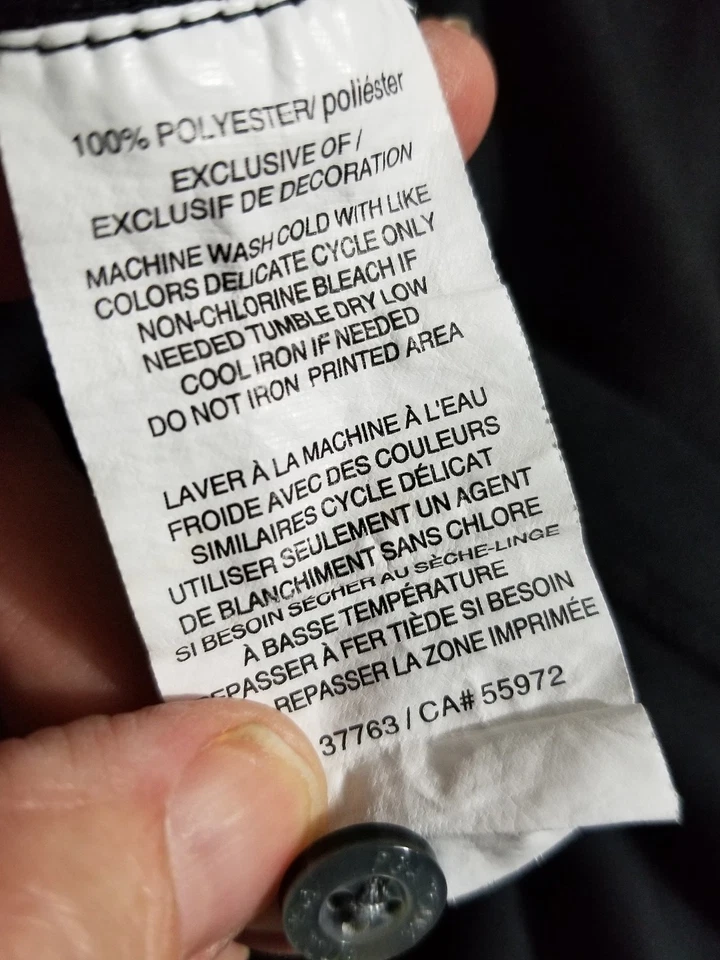 100% POLYESTER/ poliéster
EXCLUSIVE OF /
EXCLUSIF DE DECORATION
MACHINE WASH COLD WITH LIKE
COLORS DELICATE CYCLE ONLY
NON-CHLORINE BLEACH IF
NEEDED TUMBLE DRY LOW
COOL IRON IF NEEDED
DO NOT IRON PRINTED AREA
LAVER À LA MACHINE À L'EAU
FROIDE AVEC DES COULEURS
SIMILAIRES CYCLE DÉLICAT
UTILISER SEULEMENT UN AGENT
DE BLANCHIMENT SANS CHLORE
SI BESOIN SÉCHER AU SÈCHE-LINGE
À BASSE TEMPÉRATURE
EPASSER À FER TIÈDE SI BESOIN
REPASSER LA ZONE IMPRIMÉE
37763 / CA# 55972